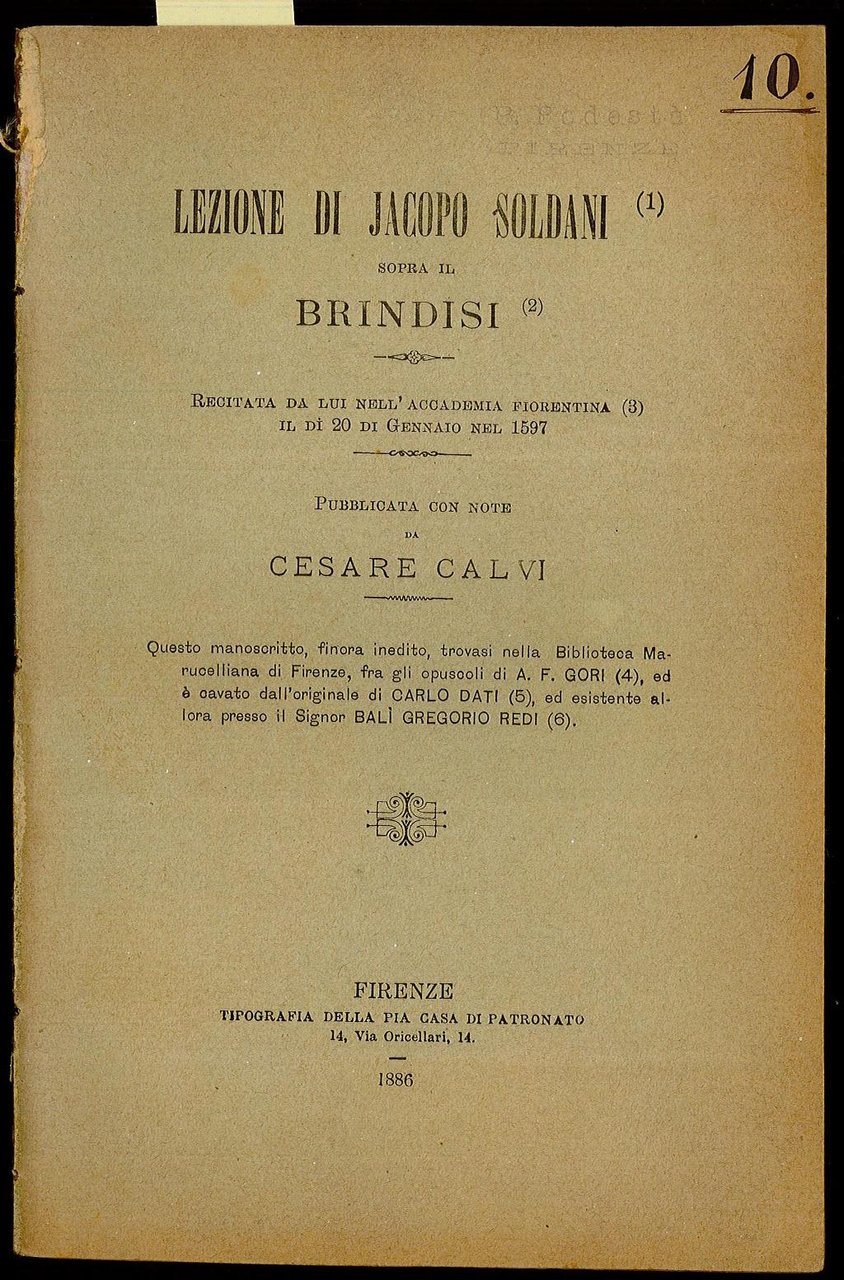 10.
LEZIONE DI JACOPO SOLDANI (1)
SOPRA IL
BRINDISI (2)
RECITATA DA LUI NELL' ACCADEMIA FIORENTINA (3)
IL DÌ 20 DI GENNAIO NEL 1597
PUBBLICATA CON NOTE
DA
CESARE CALVI
Questo manoscritto, finora inedito, trovasi nella Biblioteca Ma-
rucelliana di Firenze, fra gli opuscoli di A. F. GORI (4), ed
è cavato dall'originale di CARLO DATI (5), ed esistente al-
lora presso il Signor BALÌ GREGORIO REDI (6).
FIRENZE
TIPOGRAFIA DELLA PIA CASA DI PATRONATO
14, Via Oricellari, 14.
1886